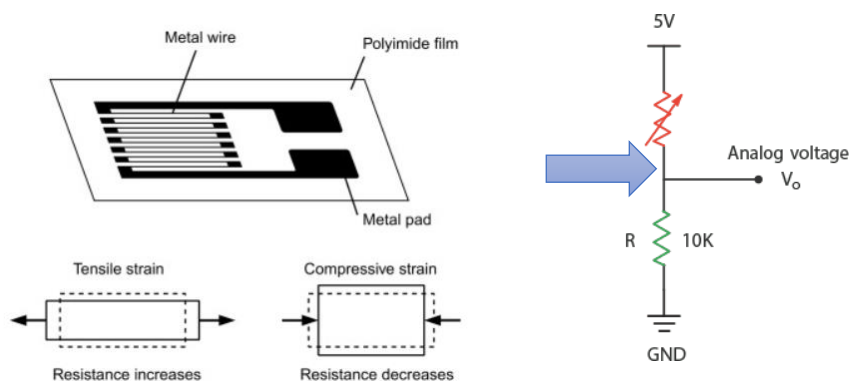 Metal wire
Polyimide film
Metal pad
Tensile strain
Compressive strain
Resistance increases
Resistance decreases
5V
Analog voltage
Vo
R 10K
GND